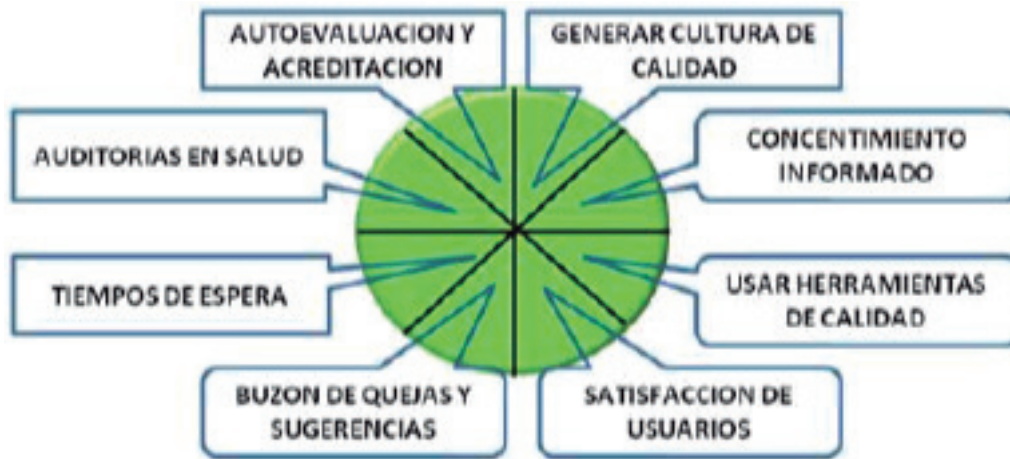 AUTOEVALUACION Y
ACREDITACION
GENERAR CULTURA DE
CALIDAD
AUDITORIAS EN SALUD
CONCENTIMIENTO
INFORMADO
TIEMPOS DE ESPERA
USAR HERRAMIENTAS
DE CALIDAD
BUZON DE QUEJAS Y
SUGERENCIAS
SATISFACCION DE
USUARIOS